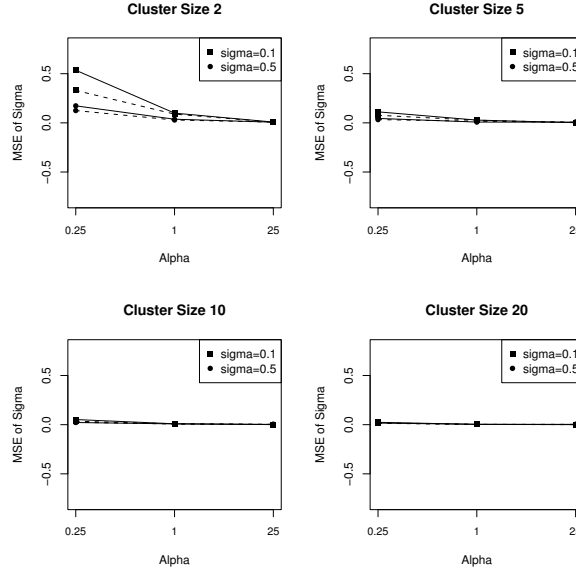 Cluster Size 2
MSE of Sigma
0.5
0.0
−0.5
sigma=0.1
sigma=0.5
0.25
1
25
Alpha
Cluster Size 5
MSE of Sigma
0.5
0.0
−0.5
sigma=0.1
sigma=0.5
0.25
1
25
Alpha
Cluster Size 10
MSE of Sigma
0.5
0.0
−0.5
sigma=0.1
sigma=0.5
0.25
1
25
Alpha
Cluster Size 20
MSE of Sigma
0.5
0.0
−0.5
sigma=0.1
sigma=0.5
0.25
1
25
Alpha